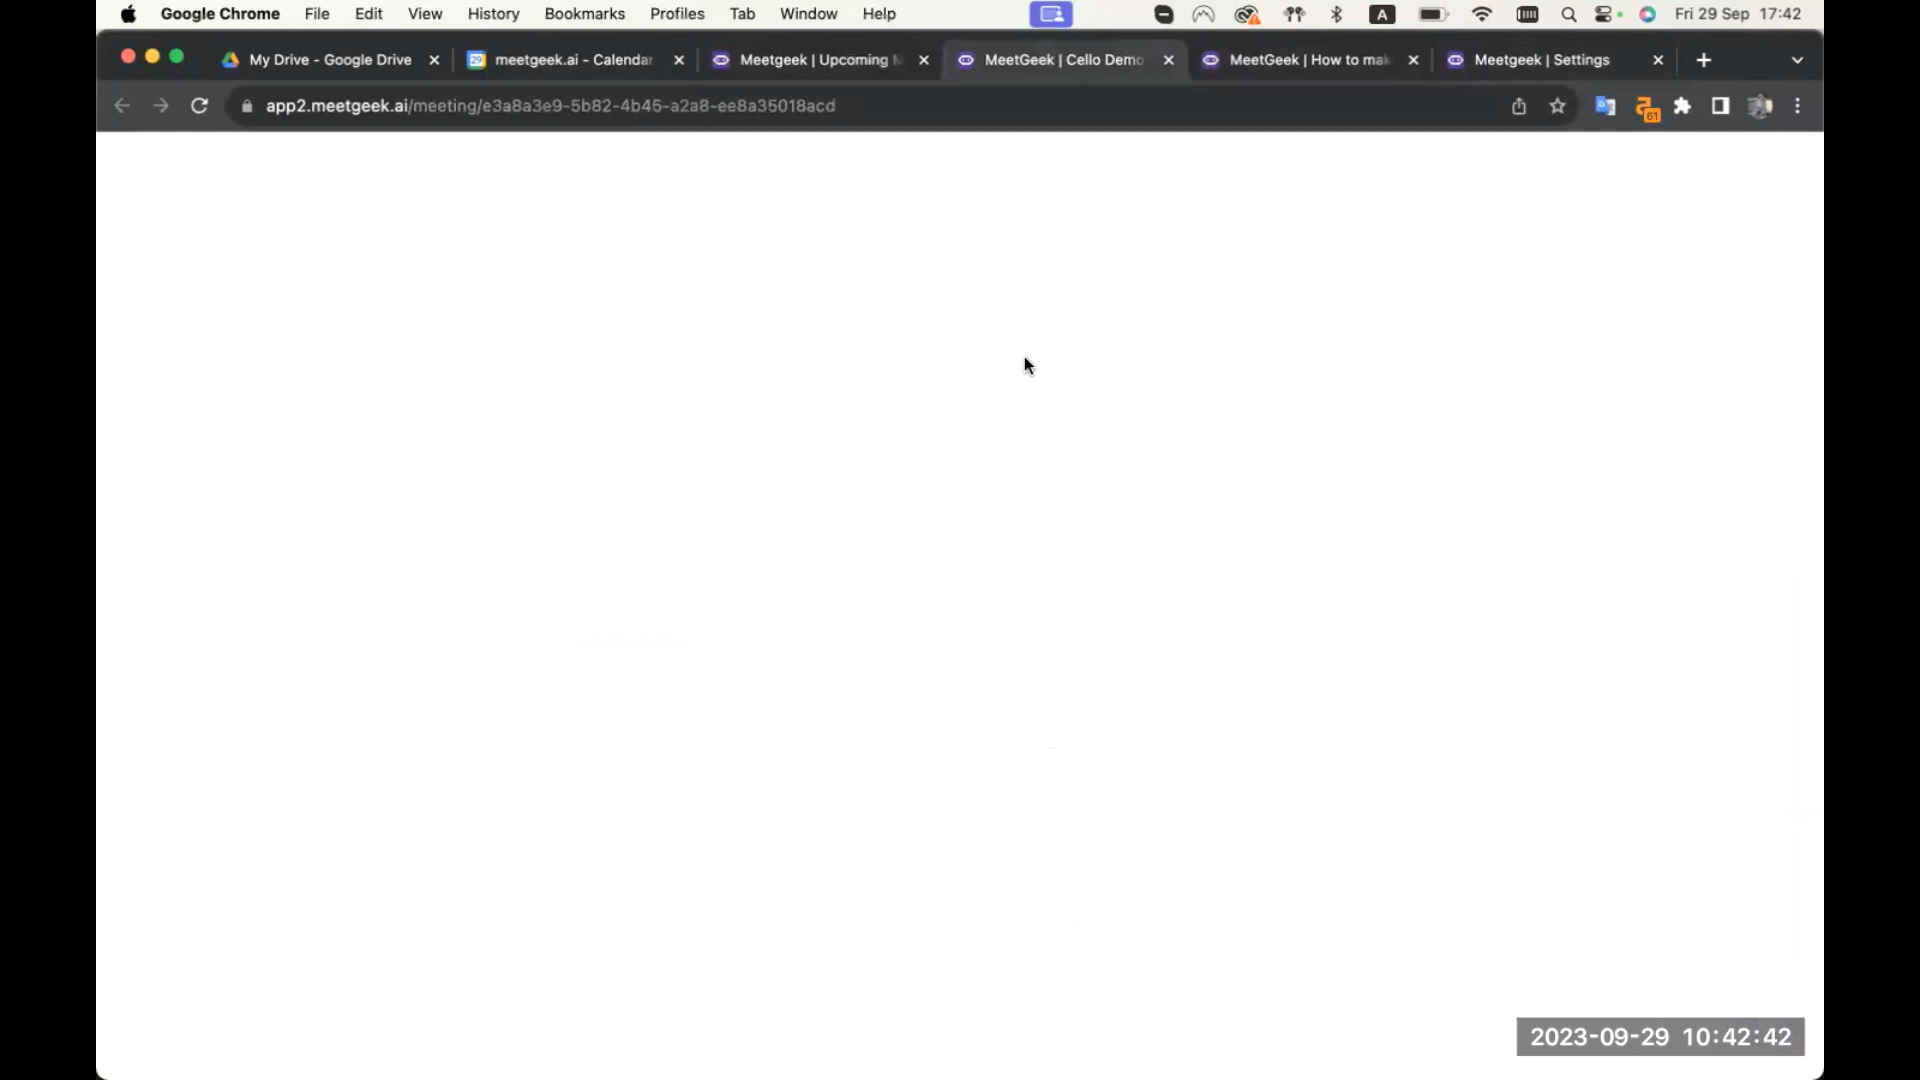 Google Chrome File Edit View History Bookmarks Profiles Tab Window Help A Fri 29 Sep 17:42
My Drive - Google Drive 29 meetgeek.ai - Calendar Meetgeek | Upcoming MeetGeek | Cello Demo MeetGeek | How to mak Meetgeek | Settings
app2.meetgeek.ai/meeting/e3a8a3e9-5b82-4b45-a2a8-ee8a35018acd 61
2023-09-29 10:42:42